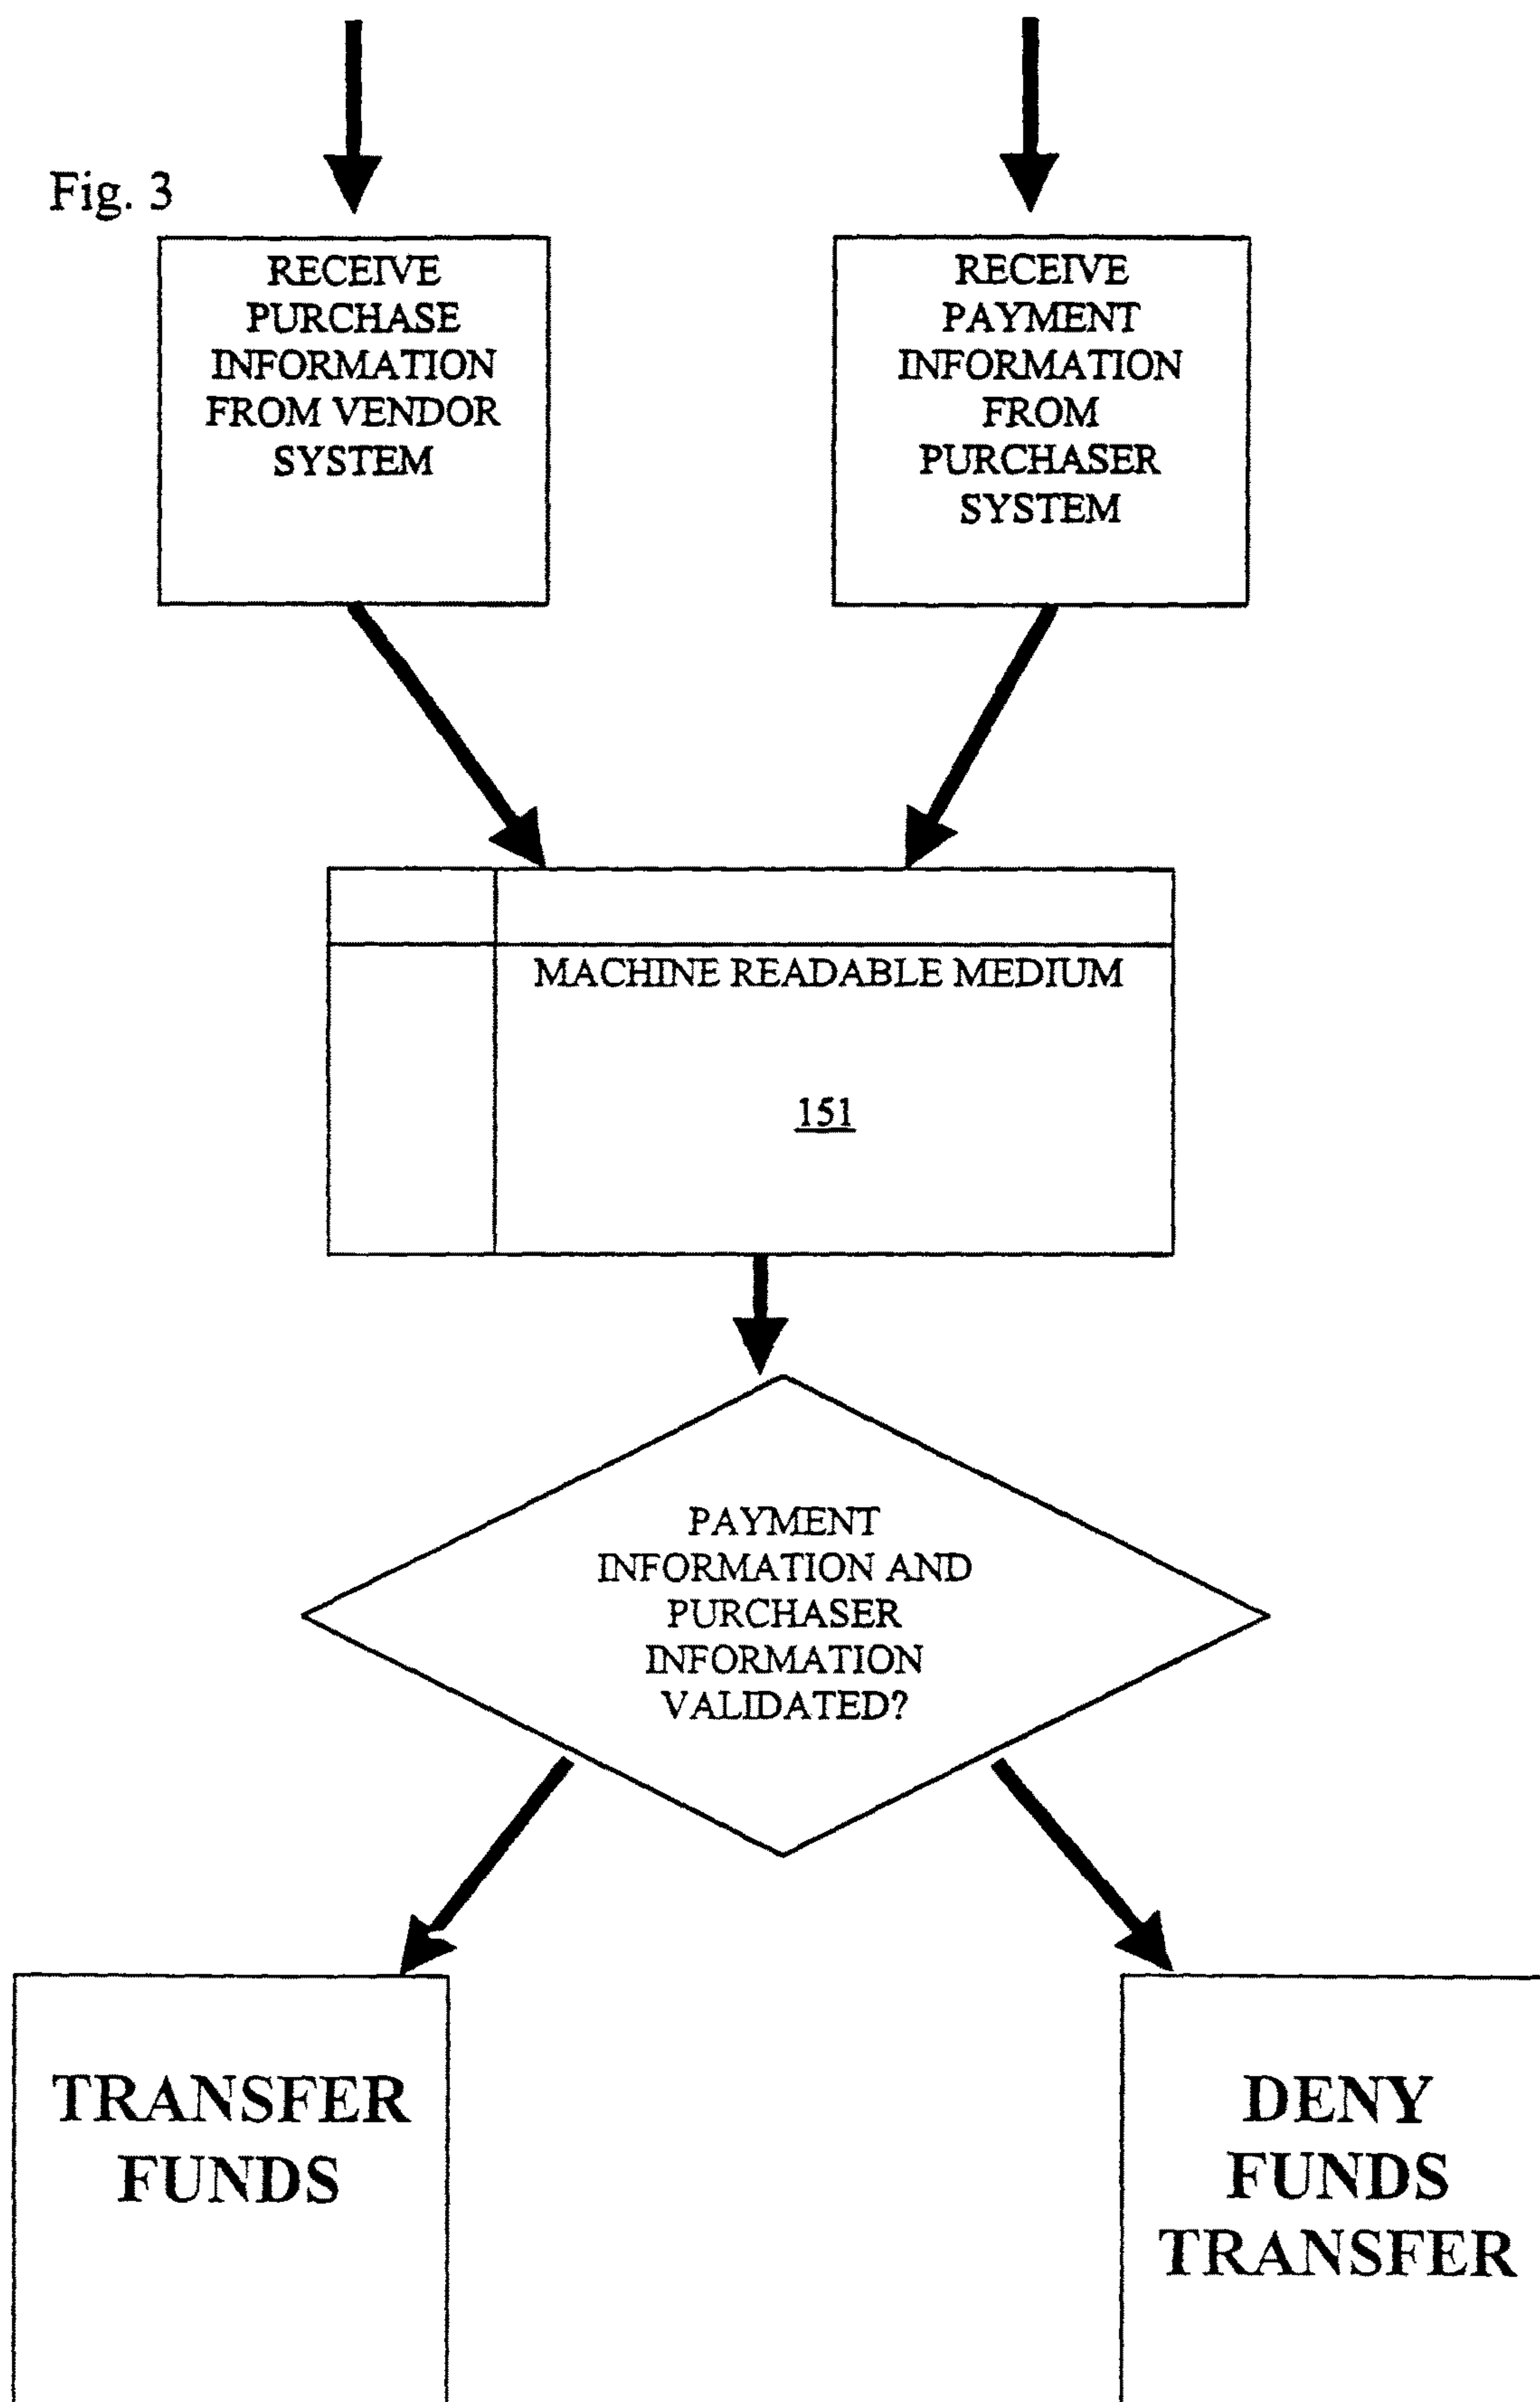 Fig. 3
RECEIVE
PURCHASE
INFORMATION
FROM VENDOR
SYSTEM
RECEIVE
PAYMENT
INFORMATION
FROM
PURCHASER
SYSTEM
MACHINE READABLE MEDIUM
151
PAYMENT
INFORMATION AND
PURCHASER
INFORMATION
VALIDATED?
TRANSFER
FUNDS
DENY
FUNDS
TRANSFER